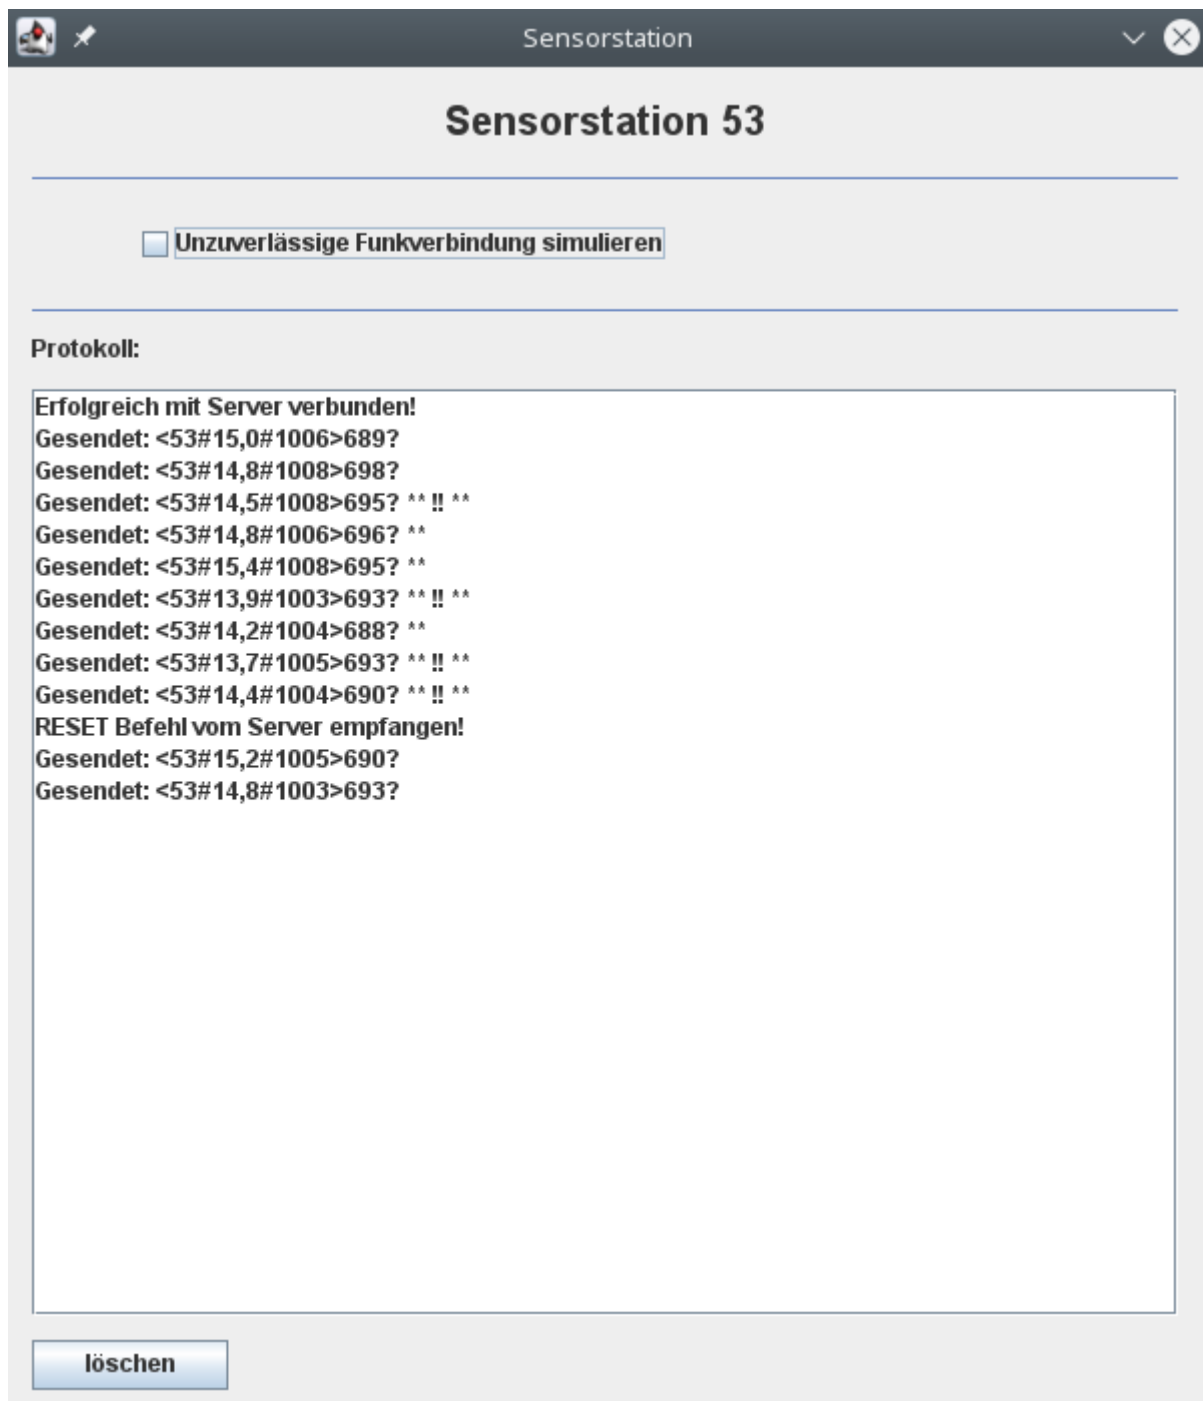 Sensorstation
Sensorstation 53
Unzuverlässige Funkverbindung simulieren
Protokoll:
Erfolgreich mit Server verbunden!
Gesendet: <53#15,0#1006>689?
Gesendet: <53#14,8#1008>698?
Gesendet: <53#14,5#1008>695? ** !! **
Gesendet: <53#14,8#1006>696? **
Gesendet: <53#15,4#1008>695? **
Gesendet: <53#13,9#1003>693? ** !! **
Gesendet: <53#14,2#1004>688? **
Gesendet: <53#13,7#1005>693? ** !! **
Gesendet: <53#14,4#1004>690? ** !! **
RESET Befehl vom Server empfangen!
Gesendet: <53#15,2#1005>690?
Gesendet: <53#14,8#1003>693?
löschen